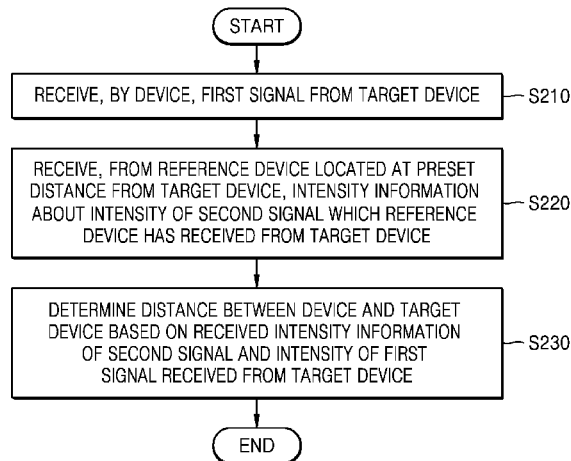 START
RECEIVE, BY DEVICE, FIRST SIGNAL FROM TARGET DEVICE
S210
RECEIVE, FROM REFERENCE DEVICE LOCATED AT PRESET
DISTANCE FROM TARGET DEVICE, INTENSITY INFORMATION
ABOUT INTENSITY OF SECOND SIGNAL WHICH REFERENCE
DEVICE HAS RECEIVED FROM TARGET DEVICE
S220
DETERMINE DISTANCE BETWEEN DEVICE AND TARGET
DEVICE BASED ON RECEIVED INTENSITY INFORMATION
OF SECOND SIGNAL AND INTENSITY OF FIRST
SIGNAL RECEIVED FROM TARGET DEVICE
S230
END